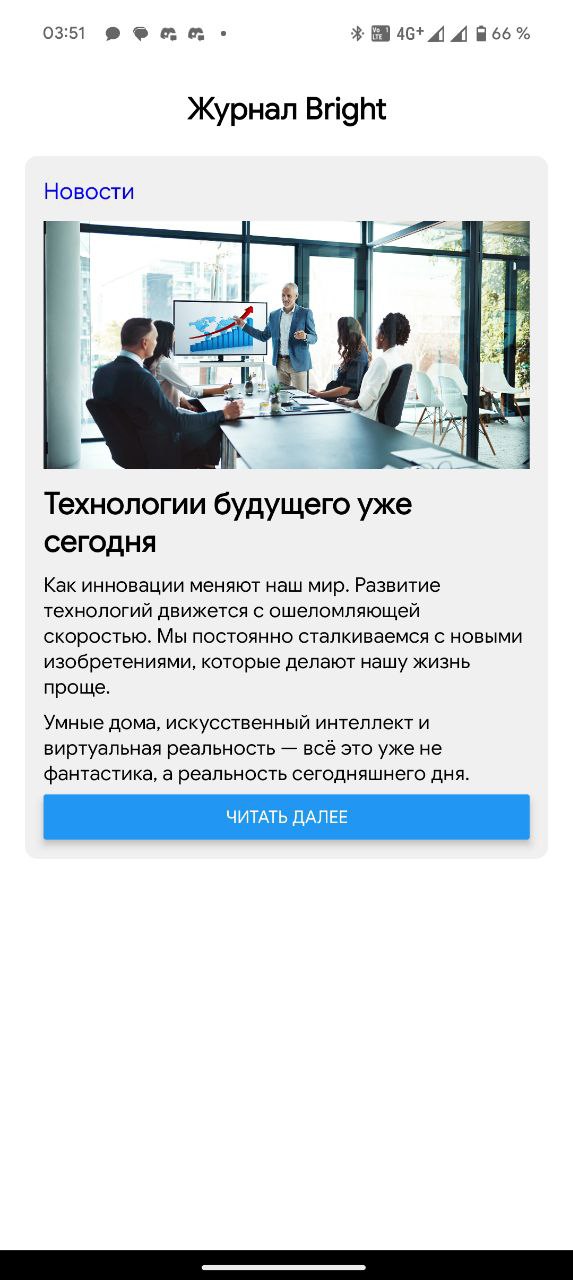 03:51 4G+ 66 %
Журнал Bright
Новости
Технологии будущего уже
сегодня
Как инновации меняют наш мир. Развитие
технологий движется с ошеломляющей
скоростью. Мы постоянно сталкиваемся с новыми
изобретениями, которые делают нашу жизнь
проще.
Умные дома, искусственный интеллект и
виртуальная реальность — всё это уже не
фантастика, а реальность сегодняшнего дня.
ЧИТАТЬ ДАЛЕЕ